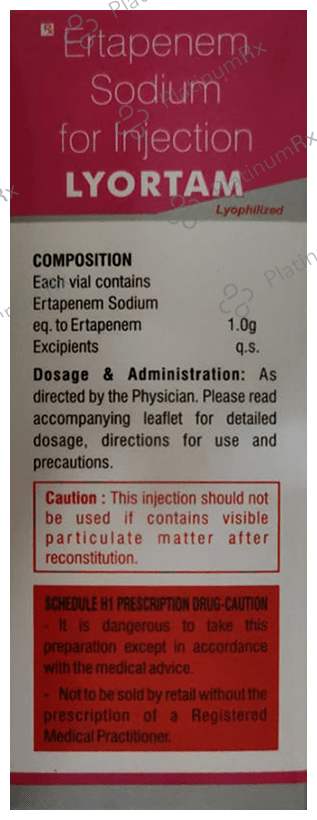 Rx
Ertapenem
Sodium
for Injection
LYORTAM
Lyophilized
COMPOSITION
Each vial contains
Ertapenem Sodium
eq. to Ertapenem 1.0g
Excipients q.s.
Dosage & Administration: As
directed by the Physician. Please read
accompanying leaflet for detailed
dosage, directions for use and
precautions.
Caution : This injection should not
be used if contains visible
particulate matter after
reconstitution.
SCHEDULE H1 PRESCRIPTION DRUG-CAUTION
- It is dangerous to take this
preparation except in accordance
with the medical advice.
- Not to be sold by retail without the
prescription of a Registered
Medical Practitioner.
PlatinumRx